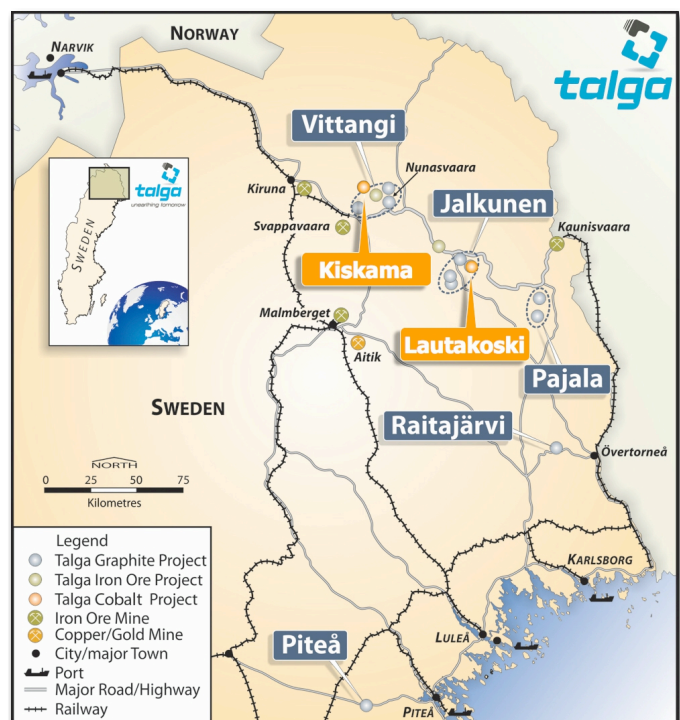 NORWAY
NARVIK
talga
Vittangi
Nunasvaara
Kiruna
Jalkunen
Svappavaara
Kaunisvaara
talga
unearthing tomorrow
SWEDEN
Kiskama
Malmberget
Aitik
Lautakoski
Pajala
SWEDEN
Raitajärvi
Övertorneå
NORTH
0 25 50 75
Kilometres
Legend
Talga Graphite Project
Talga Iron Ore Project
Talga Cobalt Project
Iron Ore Mine
Copper/Gold Mine
City/major Town
Port
Major Road/Highway
Railway
KARLSBORG
LULEÅ
Piteå
PITEÅ